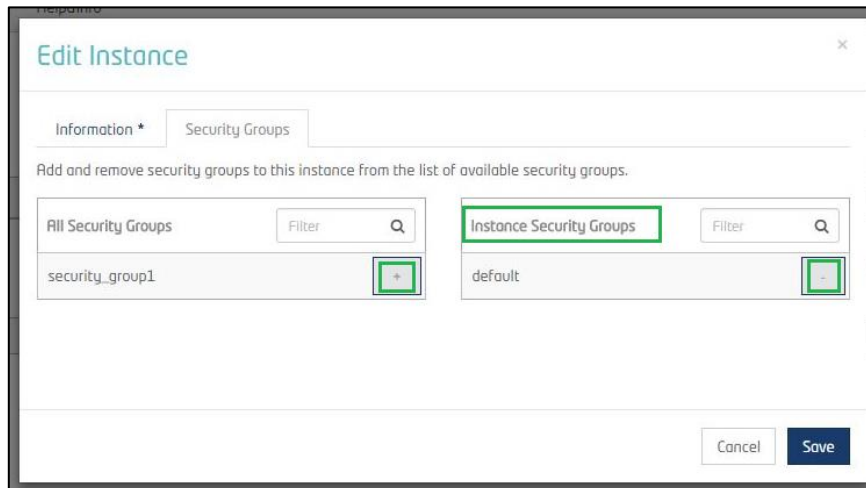 HelpdInfo
Edit Instance
×
Information *
Security Groups
Add and remove security groups to this instance from the list of available security groups.
All Security Groups
Filter
Instance Security Groups
Filter
security_group1
+
default
-
Cancel
Save